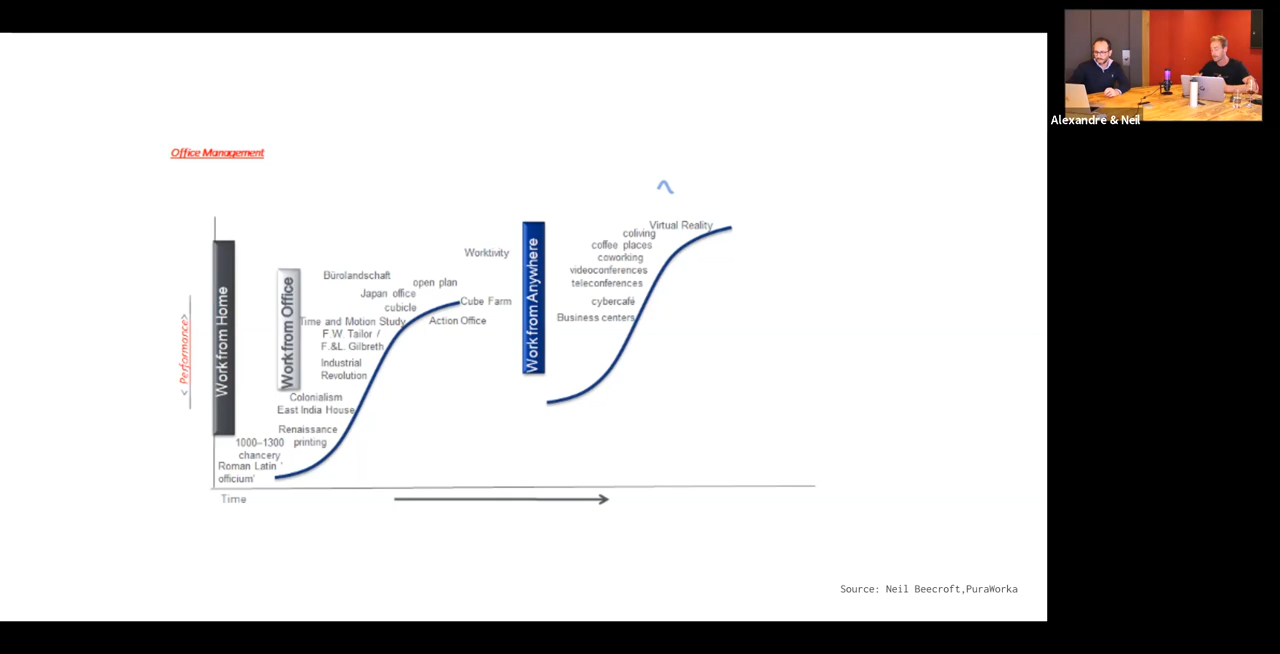 Alexandre & Neil
Office Management
Virtual Reality
coliving
coffee places
coworking
videoconferences
teleconferences
cybercafé
Business centers
Work from Anywhere
Worktivity
Bürolandschaft
open plan
Japan office
cubicle
Cube Farm
Time and Motion Study
Action Office
F.W. Tailor /
F.&L. Gilbreth
Industrial
Revolution
Work from Office
Work from Home
< Performance>
Colonialism
East India House
Renaissance
printing
1000–1300
chancery
Roman Latin '
officium'
Time
Source: Neil Beecroft,PuraWorka